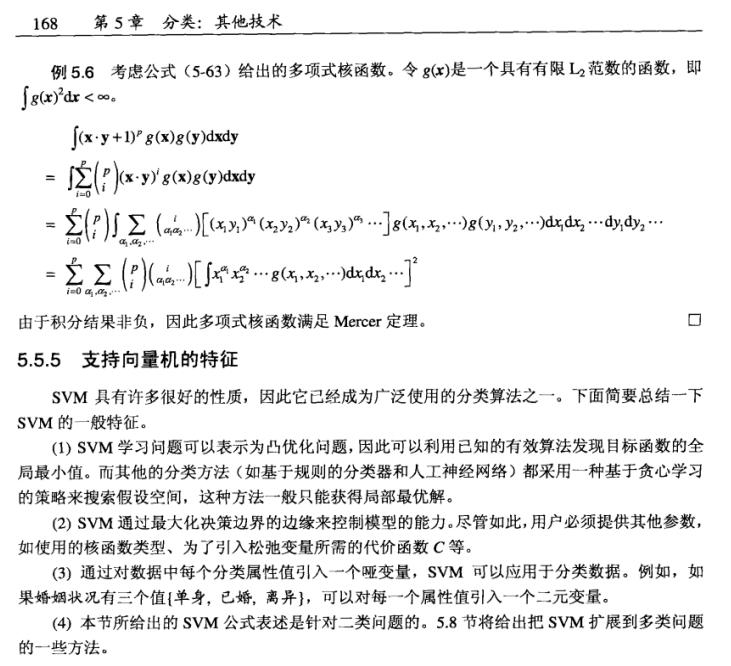 168 第 5 章 分类：其他技术
例 5.6 考虑公式（5-63）给出的多项式核函数。令 g(x)是一个具有有限 L₂ 范数的函数，即
∫g(x)²dx < ∞。
∫(x·y+1)ᵖ g(x)g(y)dxdy
= ∫∑_{i=0}^{p} (p i)(x·y)ⁱ g(x)g(y)dxdy
= ∑_{i=0}^{p} (p i) ∫ ∑_{α₁,α₂,…} (i α₁α₂…) [(x₁y₁)^{α₁} (x₂y₂)^{α₂} (x₃y₃)^{α₃} …] g(x₁,x₂,…)g(y₁,y₂,…)dx₁dx₂…dy₁dy₂…
= ∑_{i=0}^{p} ∑_{α₁,α₂,…} (p i)(i α₁α₂…) [∫x₁^{α₁} x₂^{α₂} … g(x₁,x₂,…)dx₁dx₂…]²
由于积分结果非负，因此多项式核函数满足 Mercer 定理。 □
5.5.5 支持向量机的特征
SVM 具有许多很好的性质，因此它已经成为广泛使用的分类算法之一。下面简要总结一下
SVM 的一般特征。
(1) SVM 学习问题可以表示为凸优化问题，因此可以利用已知的有效算法发现目标函数的全
局最小值。而其他的分类方法（如基于规则的分类器和人工神经网络）都采用一种基于贪心学习
的策略来搜索假设空间，这种方法一般只能获得局部最优解。
(2) SVM 通过最大化决策边界的边缘来控制模型的能力。尽管如此，用户必须提供其他参数，
如使用的核函数类型、为了引入松弛变量所需的代价函数 C 等。
(3) 通过对数据中每个分类属性值引入一个哑变量，SVM 可以应用于分类数据。例如，如
果婚姻状况有三个值{单身, 已婚, 离异}，可以对每一个属性值引入一个二元变量。
(4) 本节所给出的 SVM 公式表述是针对二类问题的。5.8 节将给出把 SVM 扩展到多类问题
的一些方法。